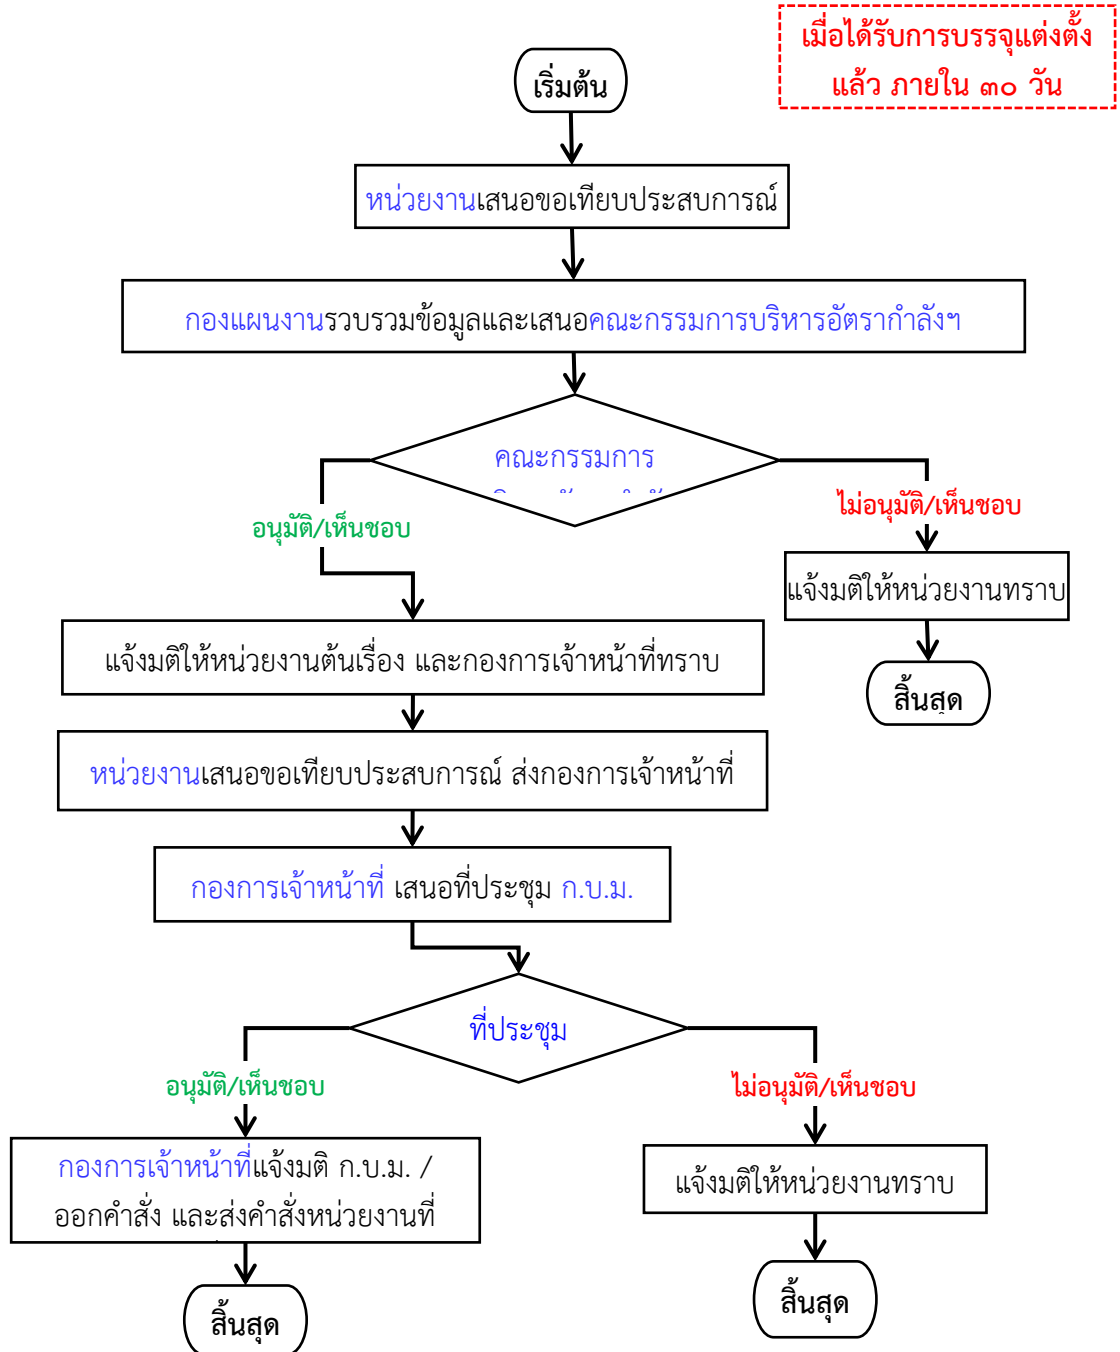 เมื่อได้รับการบรรจุแต่งตั้ง
แล้ว ภายใน ๓๐ วัน
เริ่มต้น
หน่วยงานเสนอขอเทียบประสบการณ์
กองแผนงานรวบรวมข้อมูลและเสนอคณะกรรมการบริหารอัตรากำลังฯ
คณะกรรมการ
อนุมัติ/เห็นชอบ
ไม่อนุมัติ/เห็นชอบ
แจ้งมติให้หน่วยงานทราบ
สิ้นสุด
แจ้งมติให้หน่วยงานต้นเรื่อง และกองการเจ้าหน้าที่ทราบ
หน่วยงานเสนอขอเทียบประสบการณ์ ส่งกองการเจ้าหน้าที่
กองการเจ้าหน้าที่ เสนอที่ประชุม ก.บ.ม.
ที่ประชุม
อนุมัติ/เห็นชอบ
ไม่อนุมัติ/เห็นชอบ
กองการเจ้าหน้าที่แจ้งมติ ก.บ.ม. /
ออกคำสั่ง และส่งคำสั่งหน่วยงานที่
แจ้งมติให้หน่วยงานทราบ
สิ้นสุด
สิ้นสุด